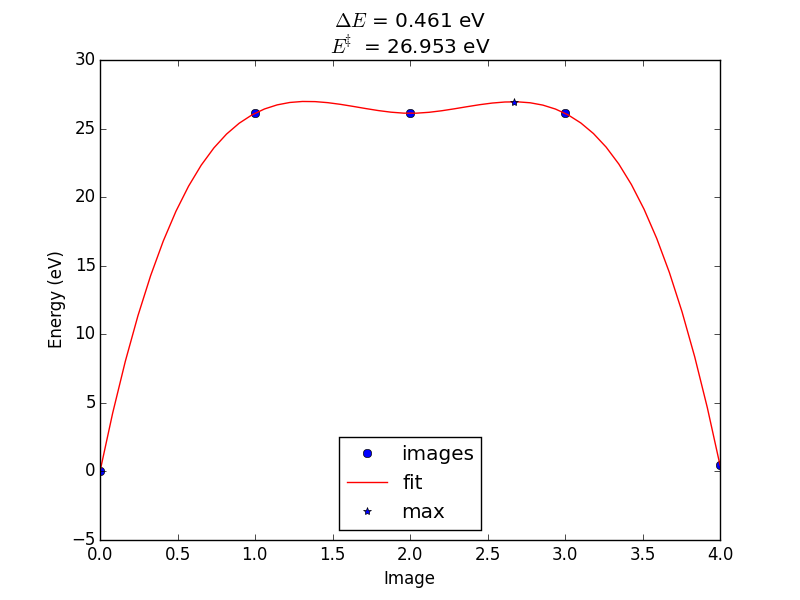 ΔE = 0.461 eV
E‡ = 26.953 eV
30
25
20
15
10
5
0
−5
Energy (eV)
images
fit
max
0.0 0.5 1.0 1.5 2.0 2.5 3.0 3.5 4.0
Image